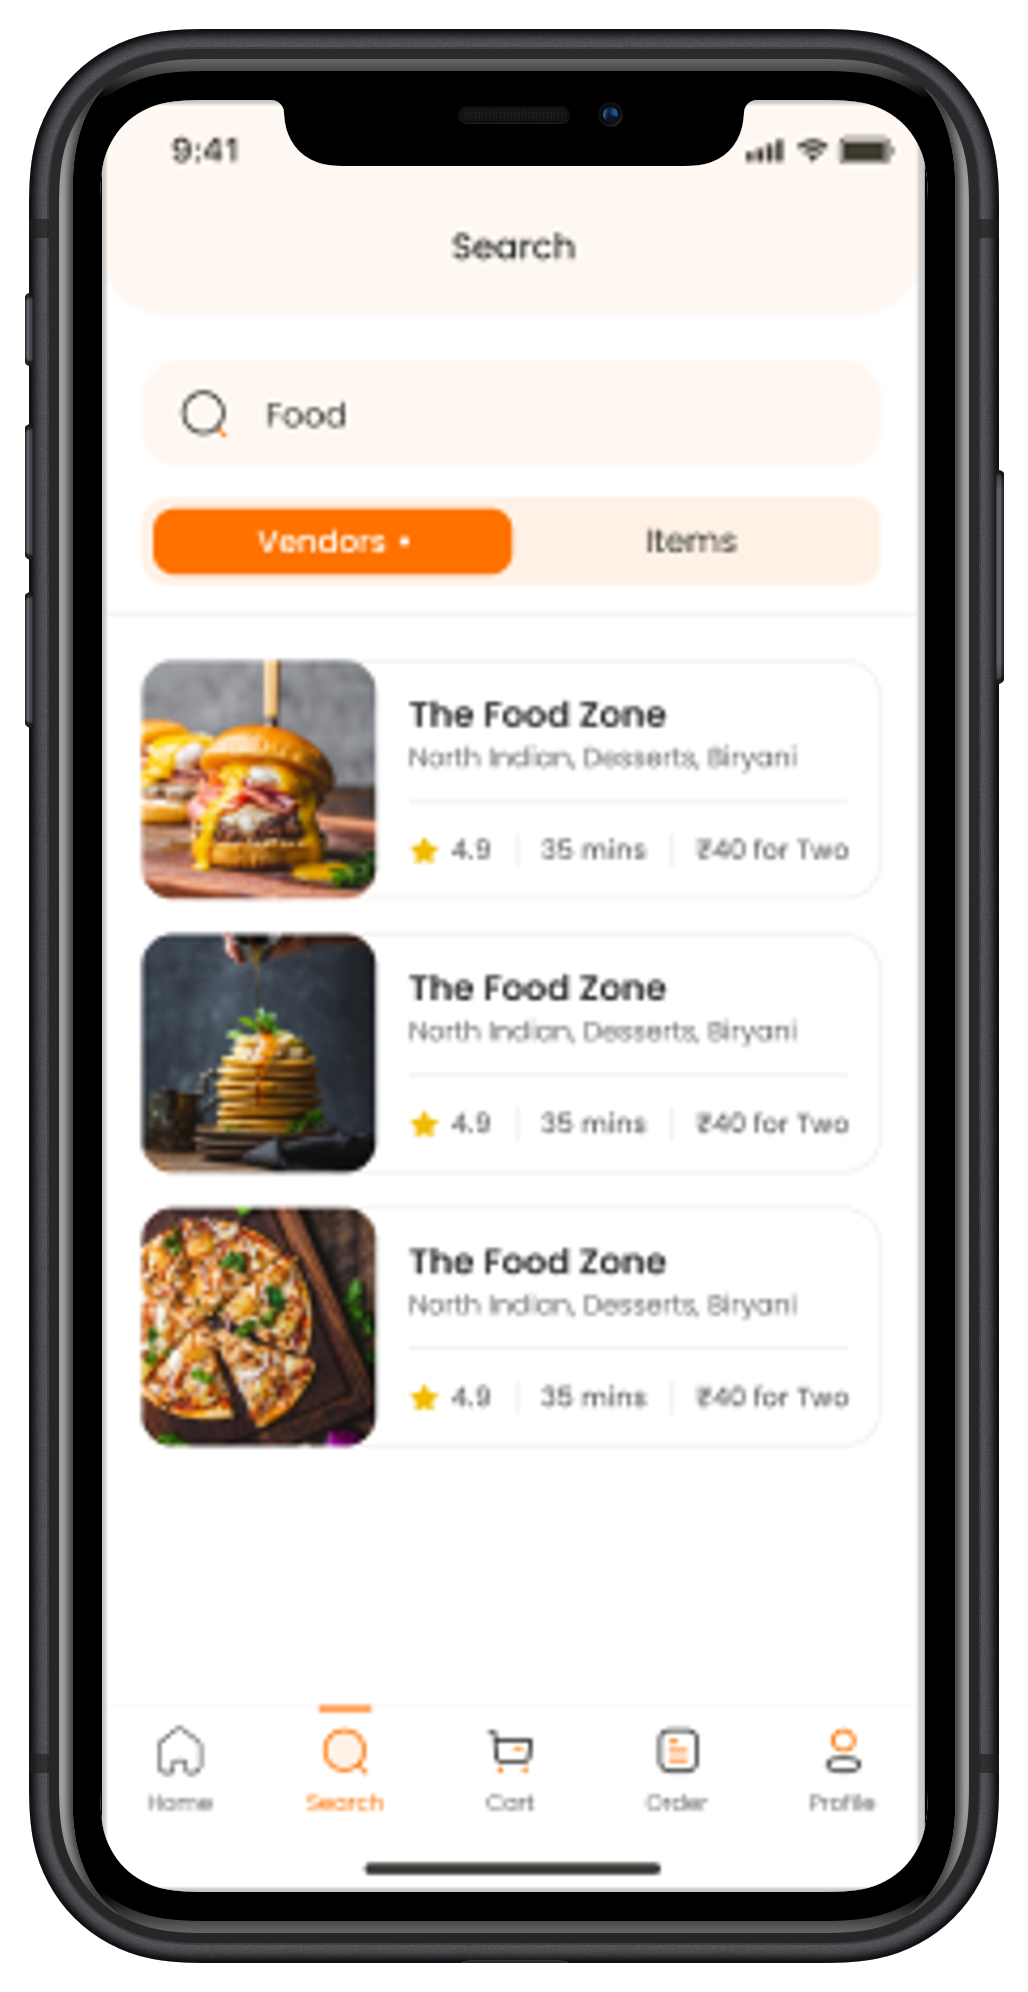 9:41
Search
Food
Vendors •
Items
The Food Zone
North Indian, Desserts, Biryani
4.9
35 mins
₹40 for Two
The Food Zone
North Indian, Desserts, Biryani
4.9
35 mins
₹40 for Two
The Food Zone
North Indian, Desserts, Biryani
4.9
35 mins
₹40 for Two
Home
Search
Cart
Order
Profile